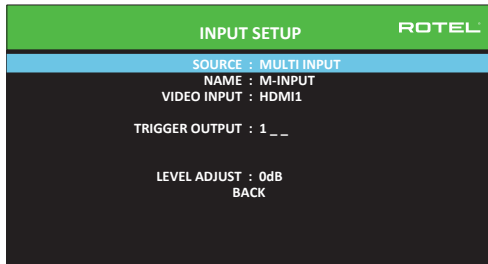 INPUT SETUP ROTEL
SOURCE : MULTI INPUT
NAME : M-INPUT
VIDEO INPUT : HDMI1
TRIGGER OUTPUT : 1 _ _
LEVEL ADJUST : 0dB
BACK